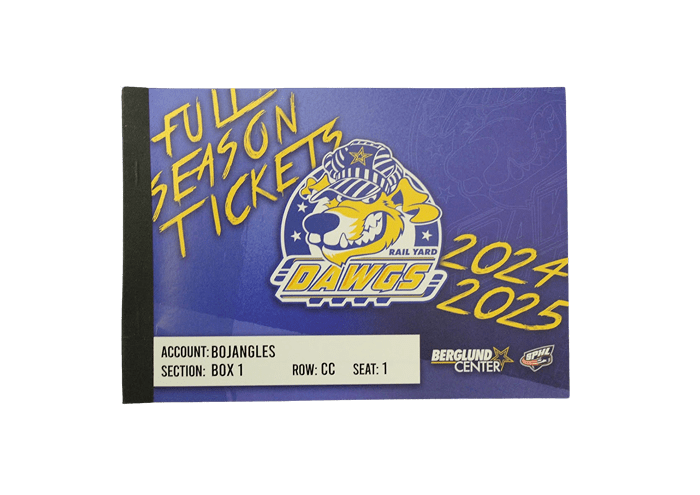 FULL
SEASON
TICKETS
RAIL YARD
DAWGS
2024
2025
ACCOUNT: BOJANGLES
SECTION: BOX 1 ROW: CC SEAT: 1
BERGLUND
CENTER
SPHL